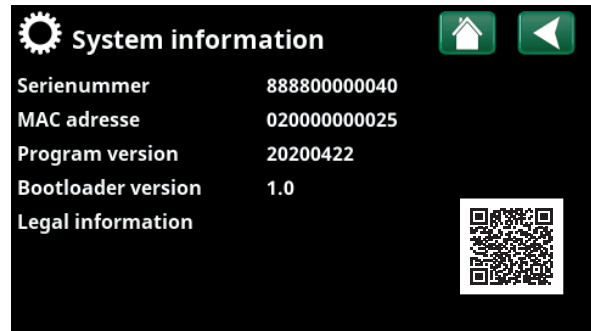 System information
Serienummer 888800000040
MAC adresse 020000000025
Program version 20200422
Bootloader version 1.0
Legal information